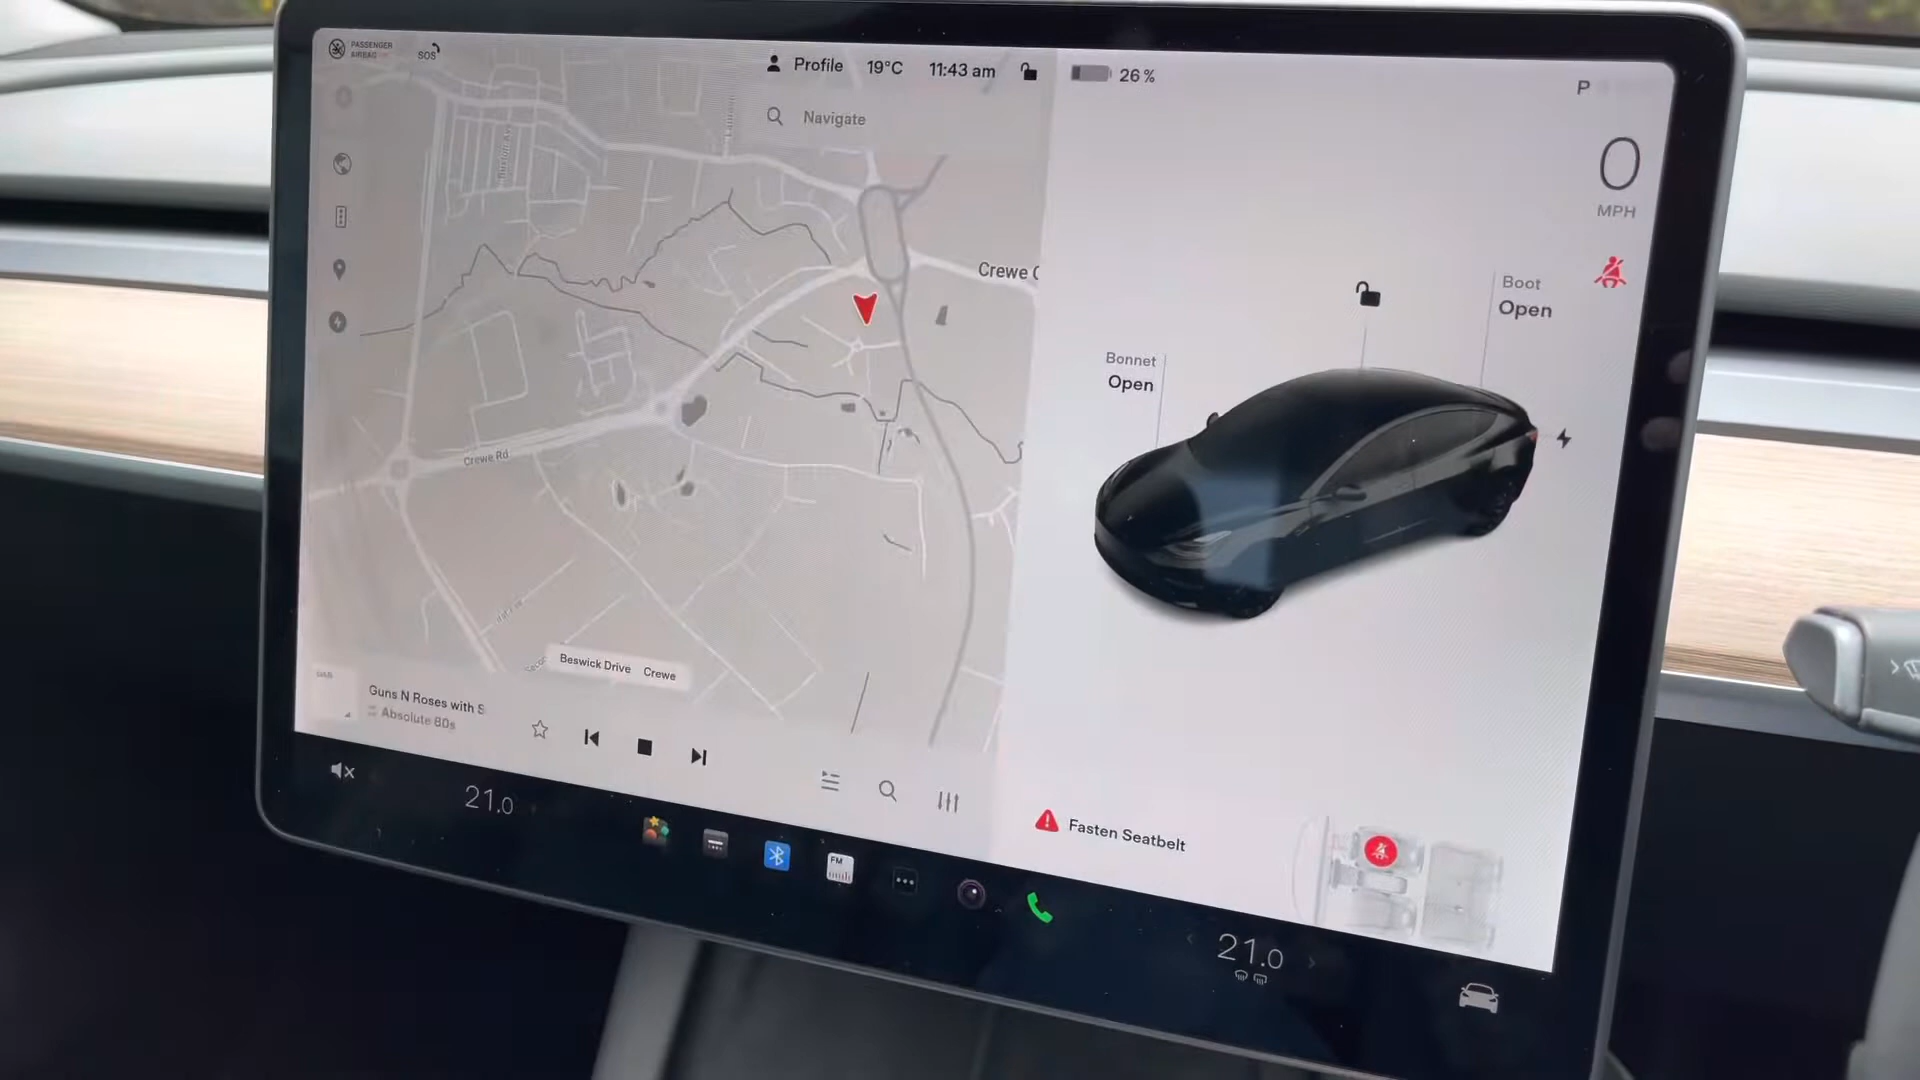 PASSENGER
AIRBAG
SOS
Profile 19°C 11:43 am
26 %
P
Navigate
0
MPH
Crewe
Boot
Open
Bonnet
Open
Crewe Rd
Beswick Drive Crewe
Guns N Roses with S
Absolute 80s
21.0
FM
Fasten Seatbelt
21.0